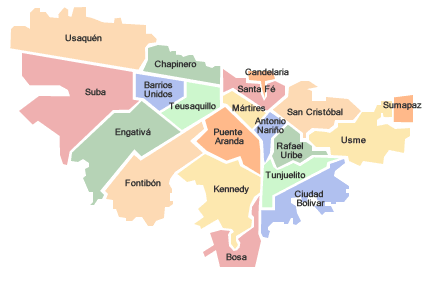 Usaquén
Chapinero
Candelaria
Suba
Barrios
Unidos
Santa Fé
Teusaquillo
Mártires
San Cristóbal
Sumapaz
Engativá
Puente
Aranda
Antonio
Nariño
Rafael
Uribe
Usme
Fontibón
Kennedy
Tunjuelito
Ciudad
Bolivar
Bosa